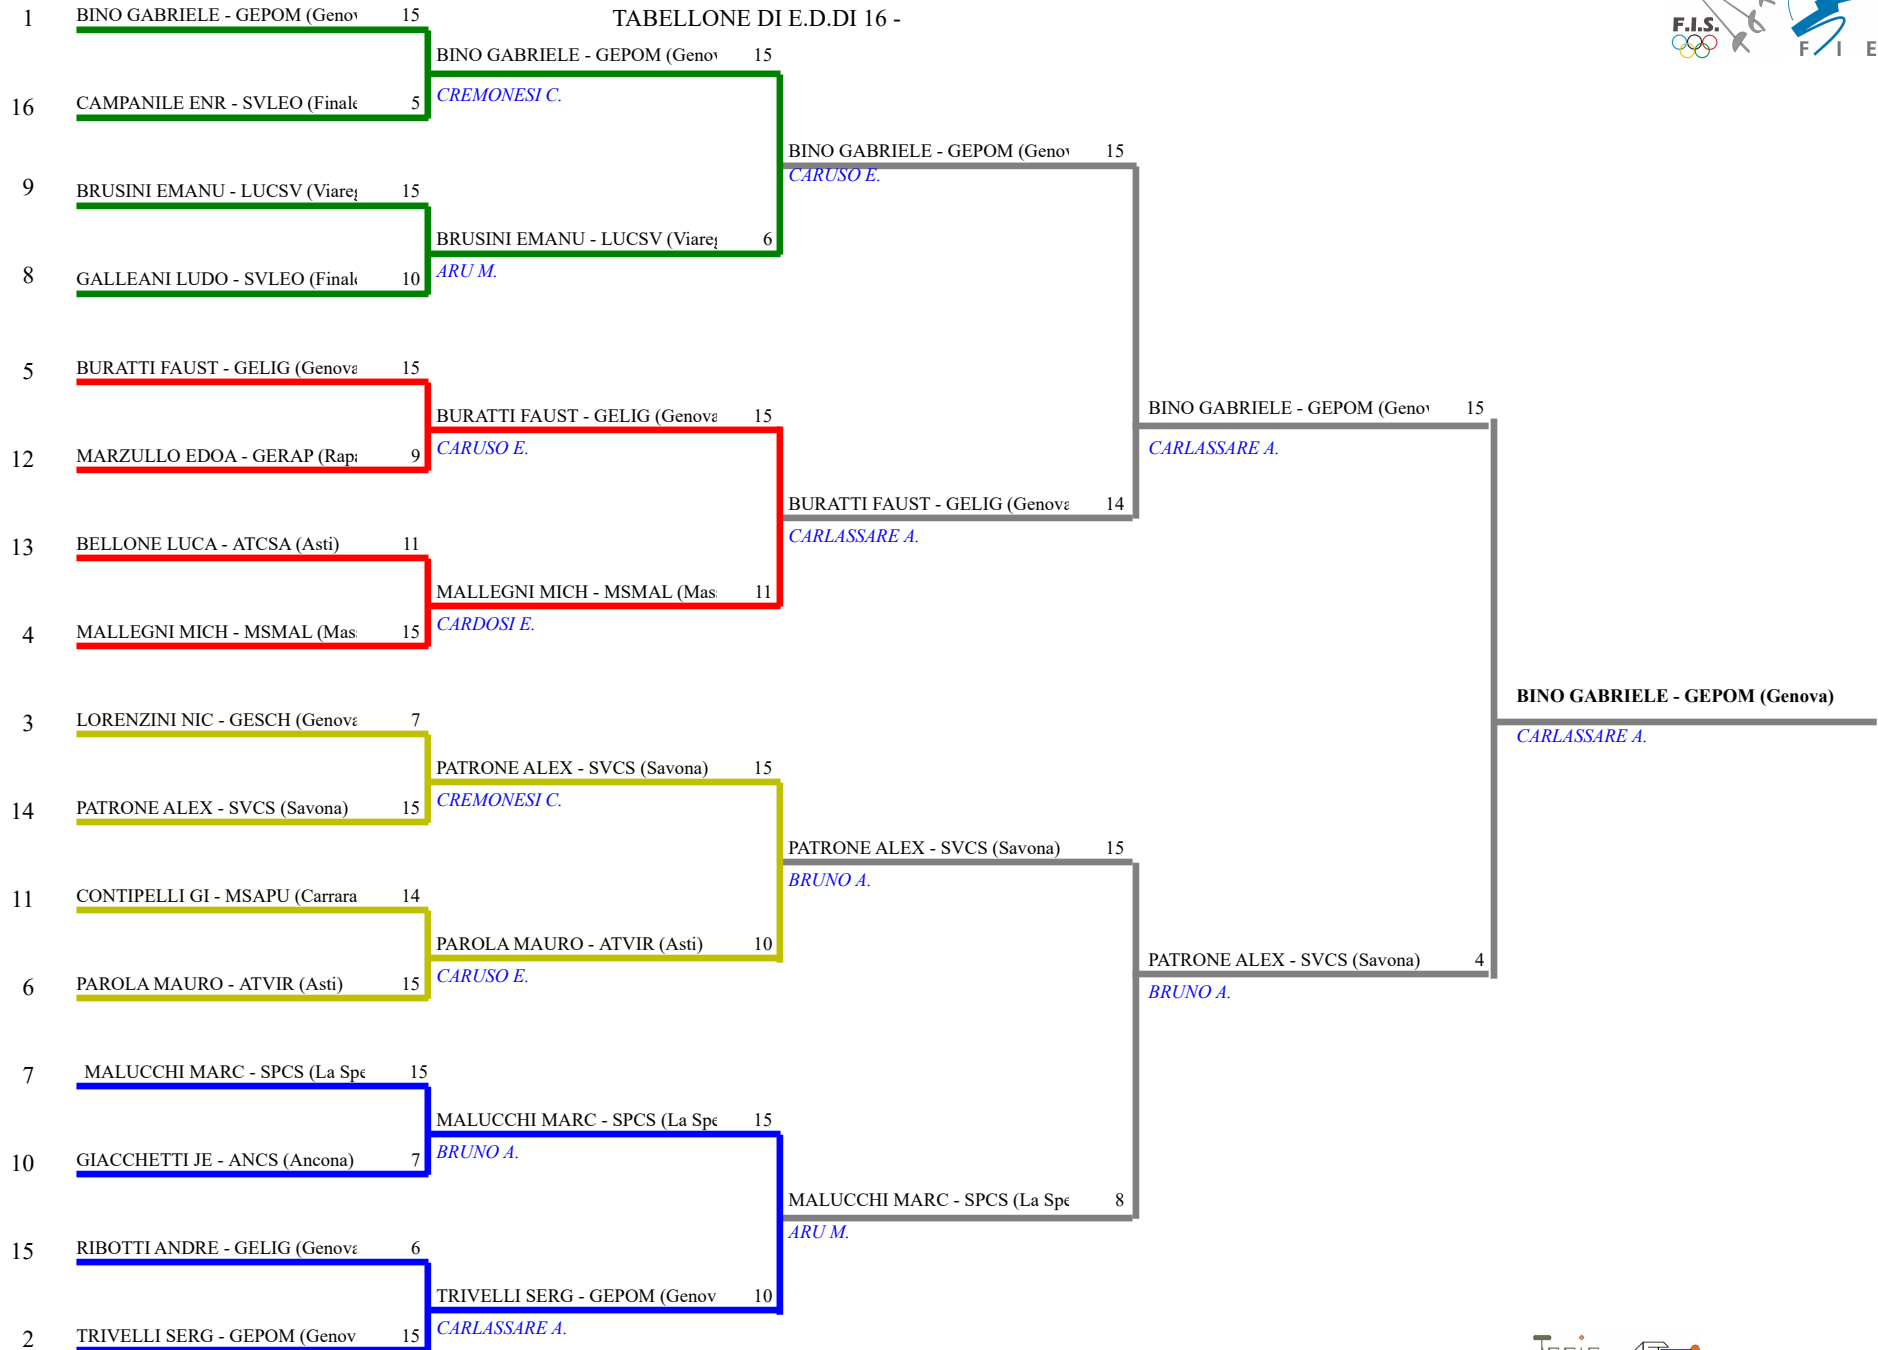 TABELLONE DI E.D.DI 16 -
F.I.S.
F I E
1 BINO GABRIELE - GEPOM (Genov 15
16 CAMPANILE ENR - SVLEO (Finale 5
9 BRUSINI EMANU - LUCSV (Viareg 15
8 GALLEANI LUDO - SVLEO (Finale 10
5 BURATTI FAUST - GELIG (Genova 15
12 MARZULLO EDOA - GERAP (Rapa 9
13 BELLONE LUCA - ATCSA (Asti) 11
4 MALLEGNI MICH - MSMAL (Mas 15
3 LORENZINI NIC - GESCH (Genova 7
14 PATRONE ALEX - SVCS (Savona) 15
11 CONTIPELLI GI - MSAPU (Carrara 14
6 PAROLA MAURO - ATVIR (Asti) 15
7 MALUCCHI MARC - SPCS (La Spe 15
10 GIACCHETTI JE - ANCS (Ancona) 7
15 RIBOTTI ANDRE - GELIG (Genova 6
2 TRIVELLI SERG - GEPOM (Genov 15
BINO GABRIELE - GEPOM (Genov 15
CREMONESI C.
BRUSINI EMANU - LUCSV (Viareg 6
ARU M.
BURATTI FAUST - GELIG (Genova 15
CARUSO E.
MALLEGNI MICH - MSMAL (Mas 11
CARDOSI E.
PATRONE ALEX - SVCS (Savona) 15
CREMONESI C.
PAROLA MAURO - ATVIR (Asti) 10
CARUSO E.
MALUCCHI MARC - SPCS (La Spe 15
BRUNO A.
TRIVELLI SERG - GEPOM (Genov 10
CARLASSARE A.
BINO GABRIELE - GEPOM (Genov 15
CARUSO E.
BURATTI FAUST - GELIG (Genova 14
CARLASSARE A.
PATRONE ALEX - SVCS (Savona) 15
BRUNO A.
MALUCCHI MARC - SPCS (La Spe 8
ARU M.
BINO GABRIELE - GEPOM (Genov 15
CARLASSARE A.
PATRONE ALEX - SVCS (Savona) 4
BRUNO A.
BINO GABRIELE - GEPOM (Genova)
CARLASSARE A.